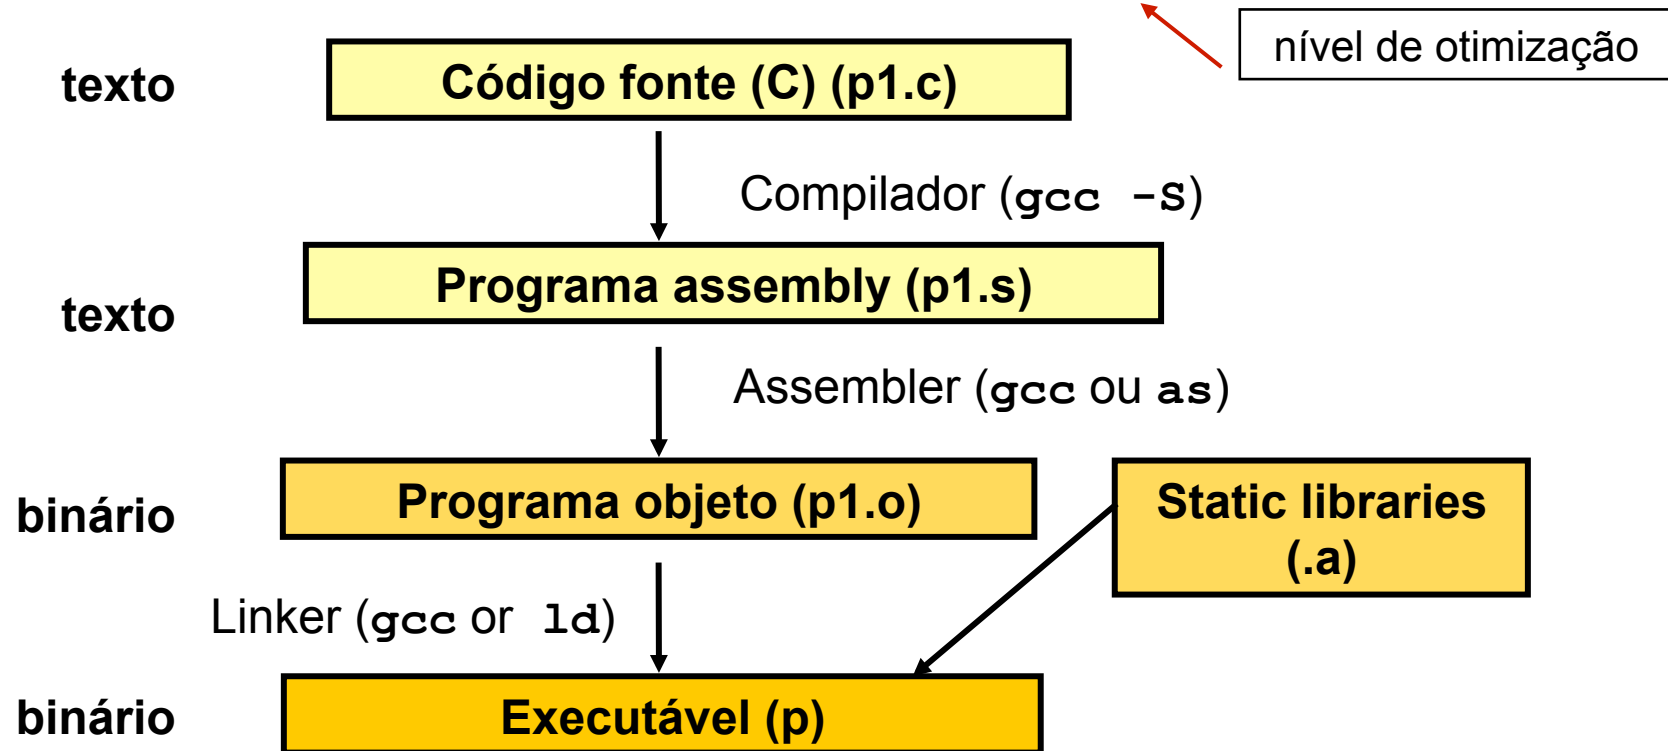 nível de otimização
texto
Código fonte (C) (p1.c)
Compilador (gcc -S)
texto
Programa assembly (p1.s)
Assembler (gcc ou as)
binário
Programa objeto (p1.o)
Static libraries
(.a)
Linker (gcc or ld)
binário
Executável (p)